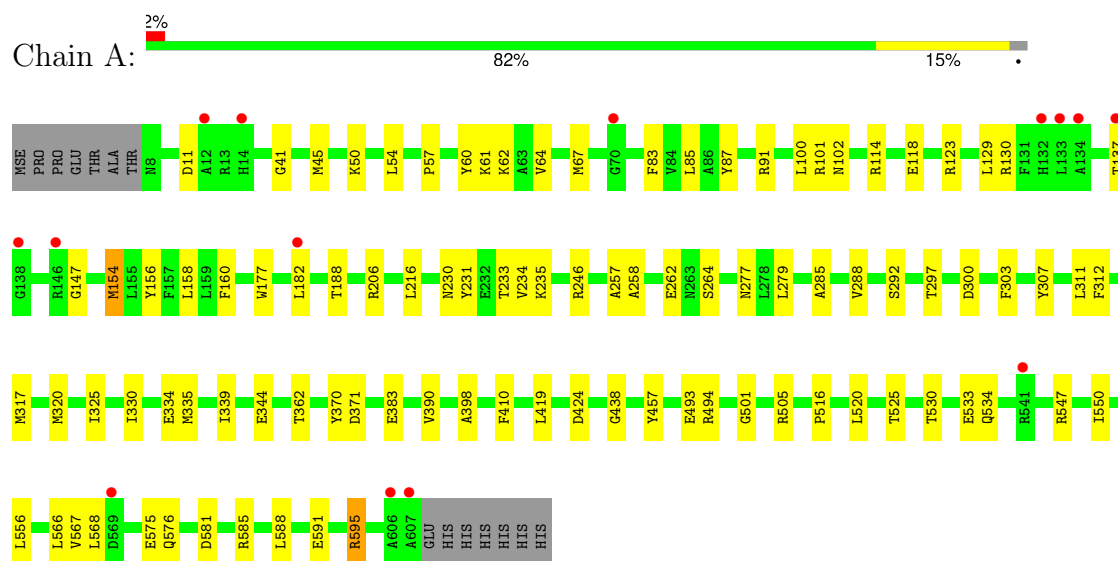 2%
Chain A:
82% 15% •
MSE PRO PRO GLU THR ALA THR N8 D11 A12 R13 H14 G41 M45 K50 L54 P57 Y60 K61 K62 A63 V64 M67 G70 F83 V84 L85 A86 Y87 R91 L100 R101 N102 R114 E118 R123 L129 R130 F131 H132 L133 A134 T137
G138 R146 G147 M154 L155 Y156 F157 L158 L159 F160 W177 L182 T188 R206 L216 N230 Y231 E232 T233 V234 K235 R246 A257 A258 E262 N263 S264 N277 L278 L279 A285 V288 S292 T297 D300 F303 Y307 L311 F312
M317 M320 I325 I330 E334 M335 I339 E344 T362 Y370 D371 E383 V390 A398 F410 L419 D424 G438 Y457 E493 R494 G501 R505 P516 L520 T525 T530 E533 Q534 R541 R547 I550
L556 L566 V567 L568 D569 E575 Q576 D581 R585 L588 E591 R595 A606 A607 GLU HIS HIS HIS HIS HIS HIS